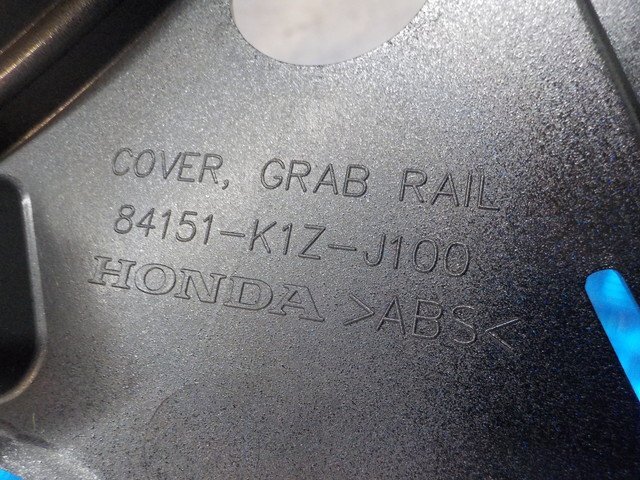 COVER, GRAB RAIL
84151-K1Z-J100
HONDA >ABS<